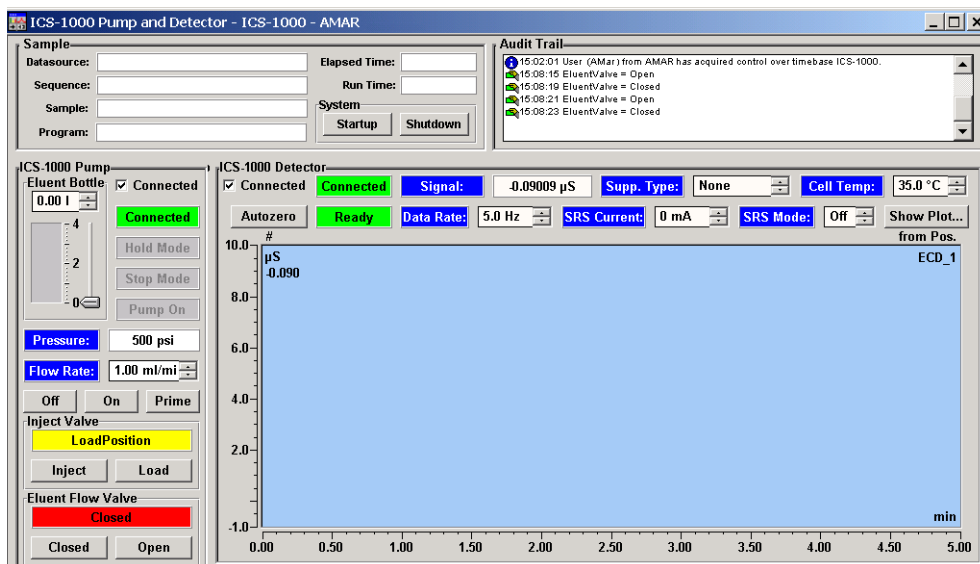 ICS-1000 Pump and Detector - ICS-1000 - AMAR
Sample
Datasource:
Sequence:
Sample:
Program:
Elapsed Time:
Run Time:
System
Startup Shutdown
Audit Trail
15:02:01 User (AMar) from AMAR has acquired control over timebase ICS-1000.
15:08:15 EluentValve = Open
15:08:19 EluentValve = Closed
15:08:21 EluentValve = Open
15:08:23 EluentValve = Closed
ICS-1000 Pump
Eluent Bottle
0.00 l
4
2
0
Connected
Connected
Hold Mode
Stop Mode
Pump On
Pressure: 500 psi
Flow Rate: 1.00 ml/mi
Off On Prime
Inject Valve
LoadPosition
Inject Load
Eluent Flow Valve
Closed
Closed Open
ICS-1000 Detector
Connected Connected Signal: -0.09009 µS Supp. Type: None Cell Temp: 35.0 °C
Autozero Ready Data Rate: 5.0 Hz SRS Current: 0 mA SRS Mode: Off Show Plot...
# from Pos.
10.0
µS ECD_1
-0.090
8.0
6.0
4.0
2.0
-1.0
min
0.00 0.50 1.00 1.50 2.00 2.50 3.00 3.50 4.00 4.50 5.00